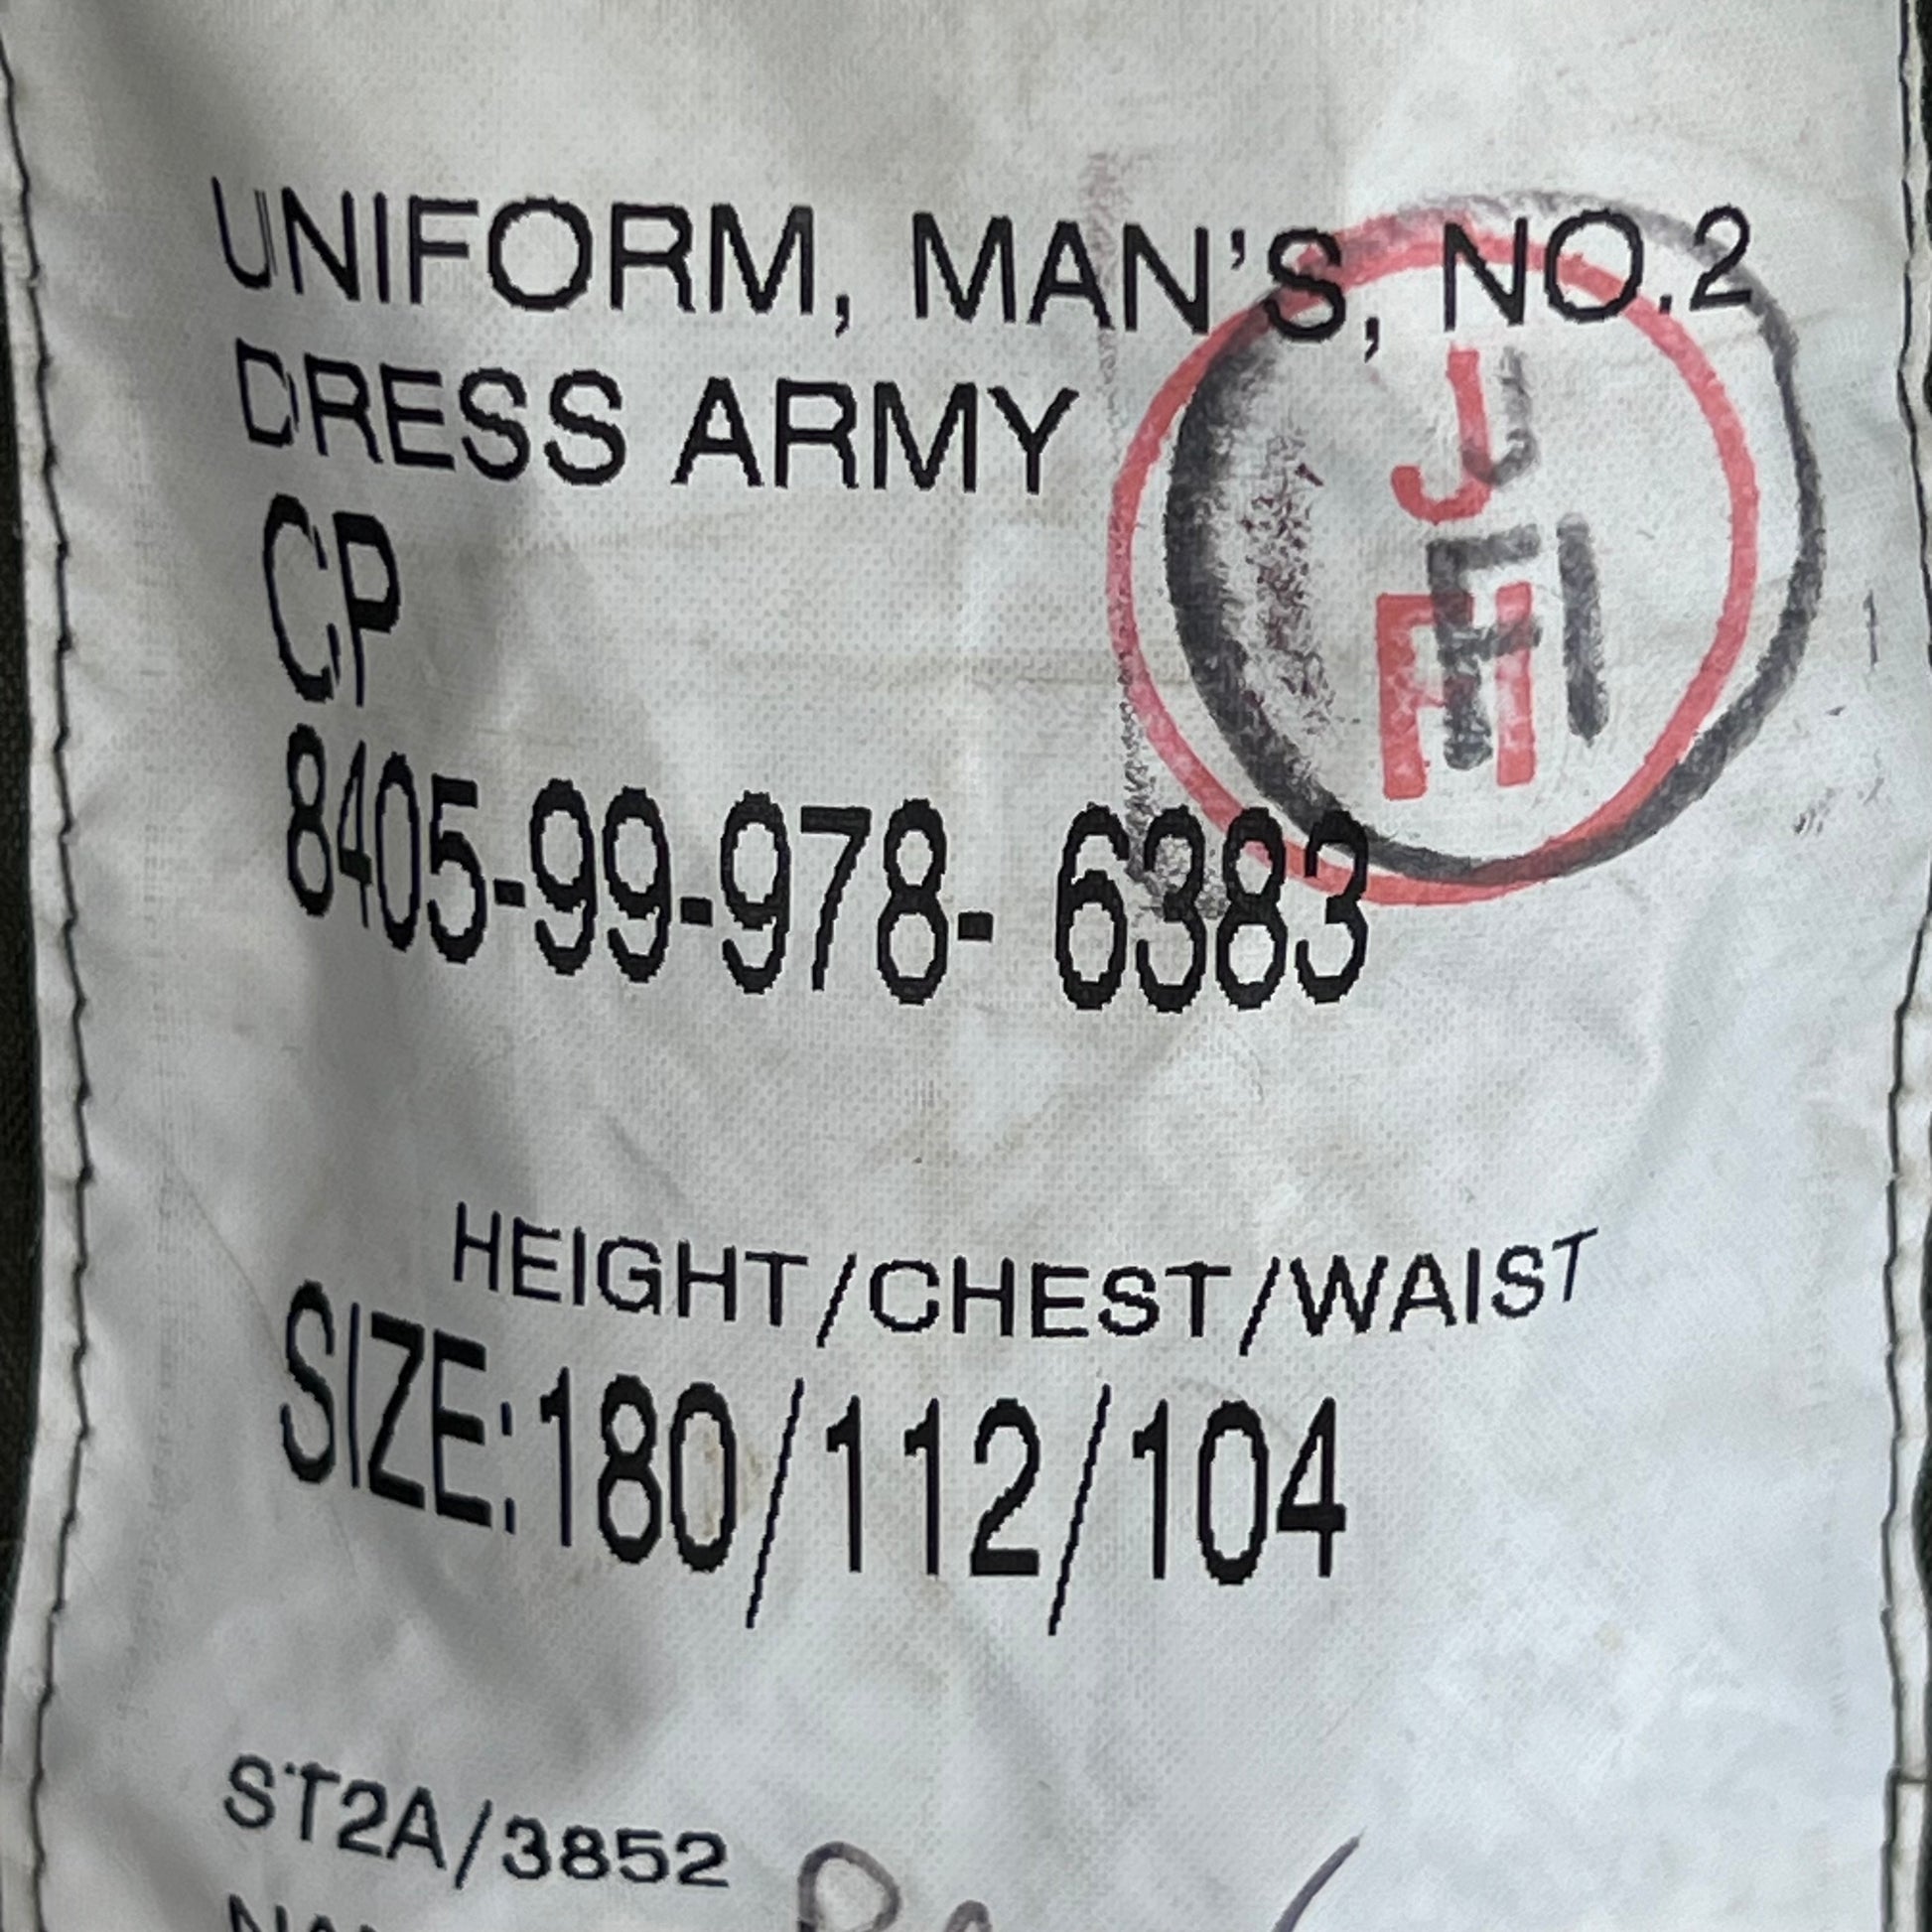 UNIFORM, MAN'S, NO.2
DRESS ARMY
CP
8405-99-978- 6383
HEIGHT/CHEST/WAIST
SIZE:180/112/104
ST2A/3852